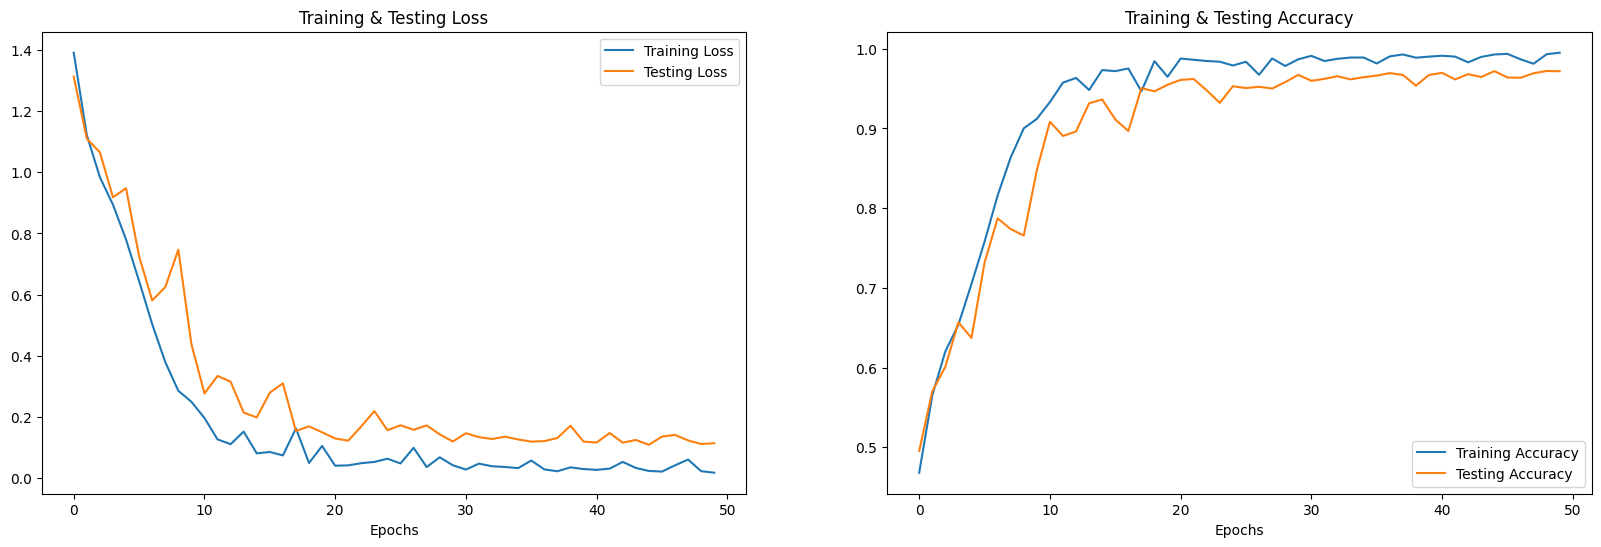 Training & Testing Loss
1.4
1.2
1.0
0.8
0.6
0.4
0.2
0.0
Training Loss
Testing Loss
0 10 20 30 40 50
Epochs
Training & Testing Accuracy
1.0
0.9
0.8
0.7
0.6
0.5
Training Accuracy
Testing Accuracy
0 10 20 30 40 50
Epochs